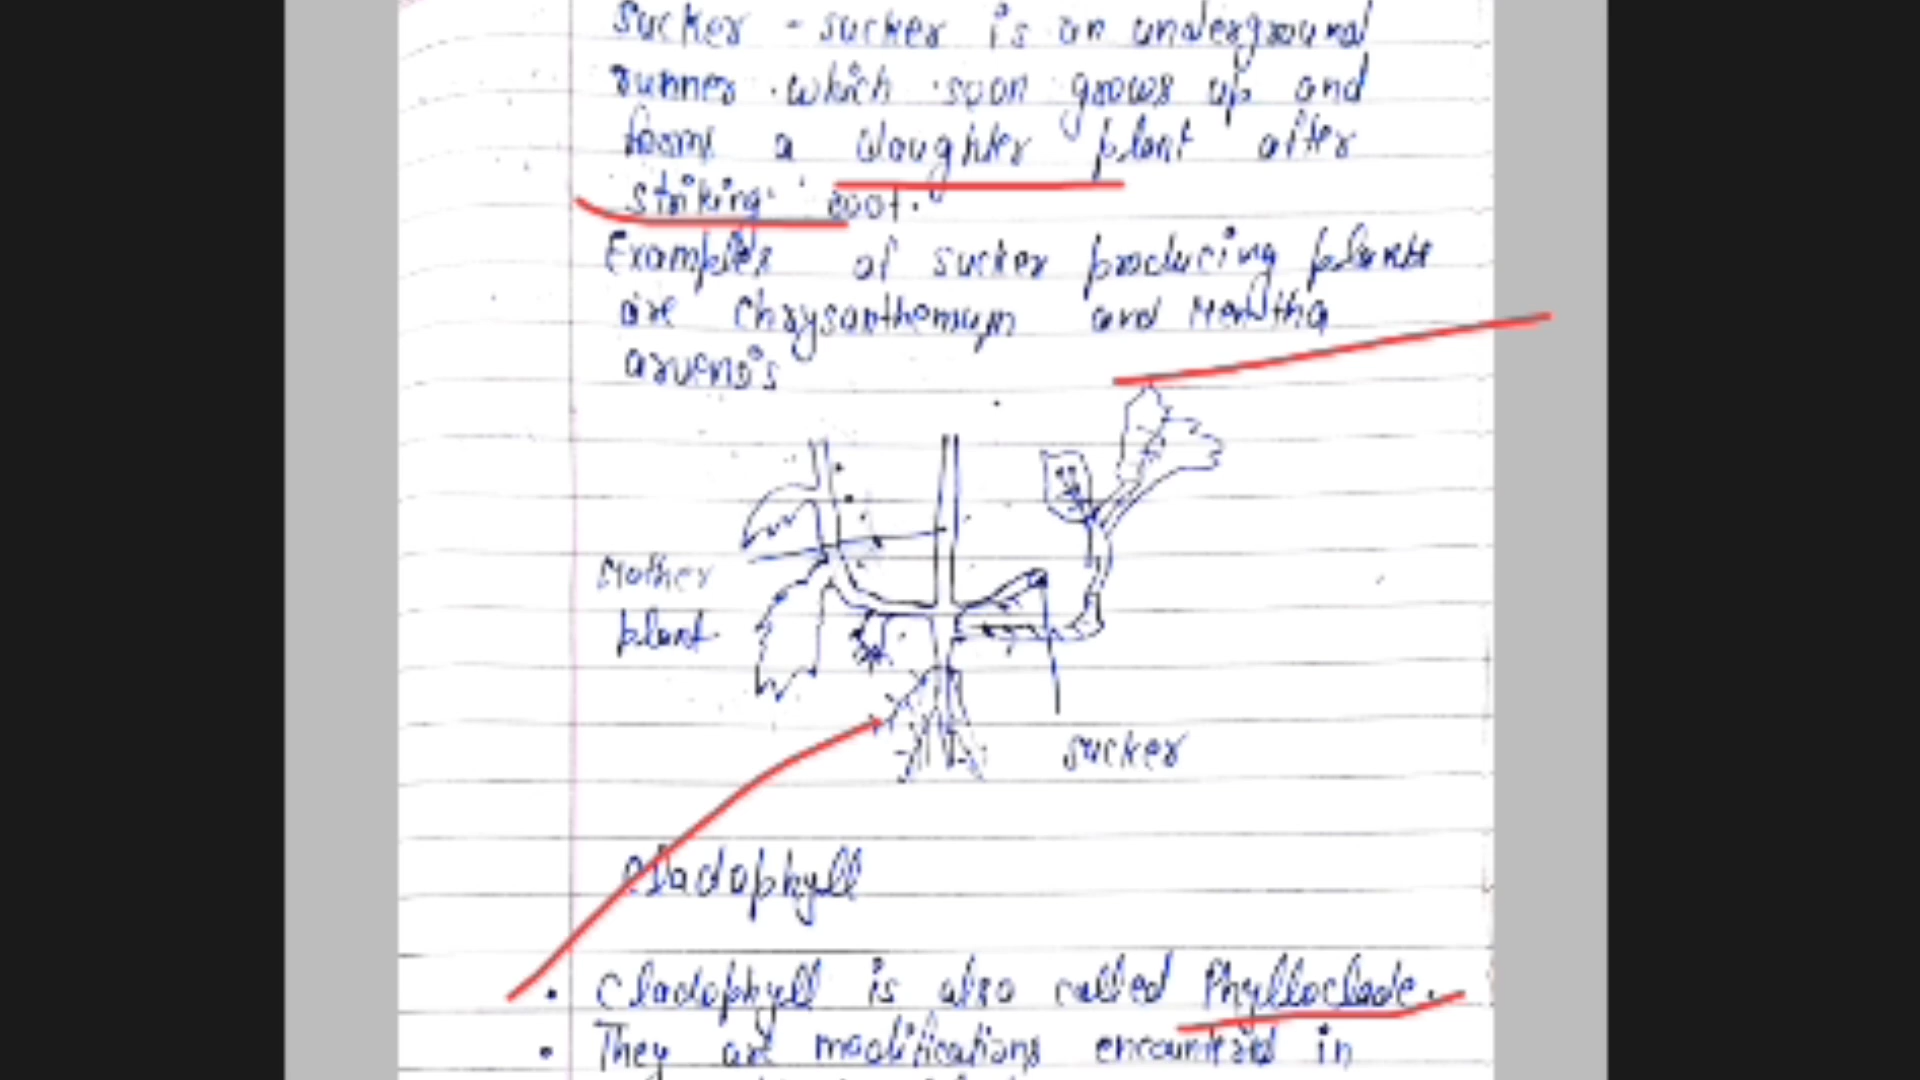 Sucker - sucker is an underground
runner which soon grows up and
forms a daughter plant after
striking root.
Examples of sucker producing plants
are Chrysanthemum and Mentha
arvensis
Mother
plant
sucker
Cladophyll
• Cladophyll is also called Phylloclade.
• They are modifications encountered in